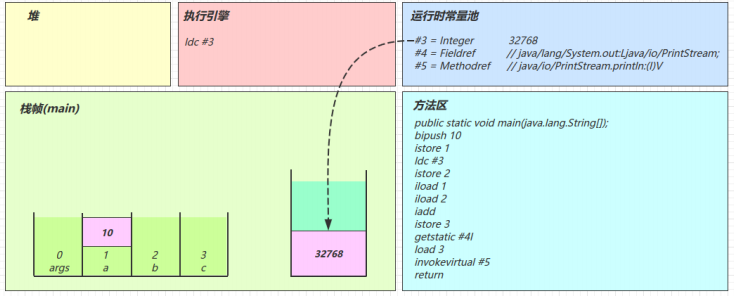 堆
执行引擎
ldc #3
运行时常量池
#3 = Integer 32768
#4 = Fieldref // java/lang/System.out:Ljava/io/PrintStream;
#5 = Methodref // java/io/PrintStream.println:(I)V
栈帧(main)
10
0 1 2 3
args a b c
32768
方法区
public static void main(java.lang.String[]);
bipush 10
istore 1
ldc #3
istore 2
iload 1
iload 2
iadd
istore 3
getstatic #4I
load 3
invokevirtual #5
return